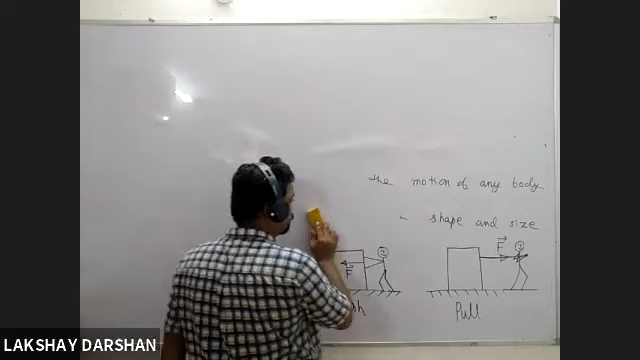 the motion of any body
- shape and size
F F
Pull
LAKSHAY DARSHAN